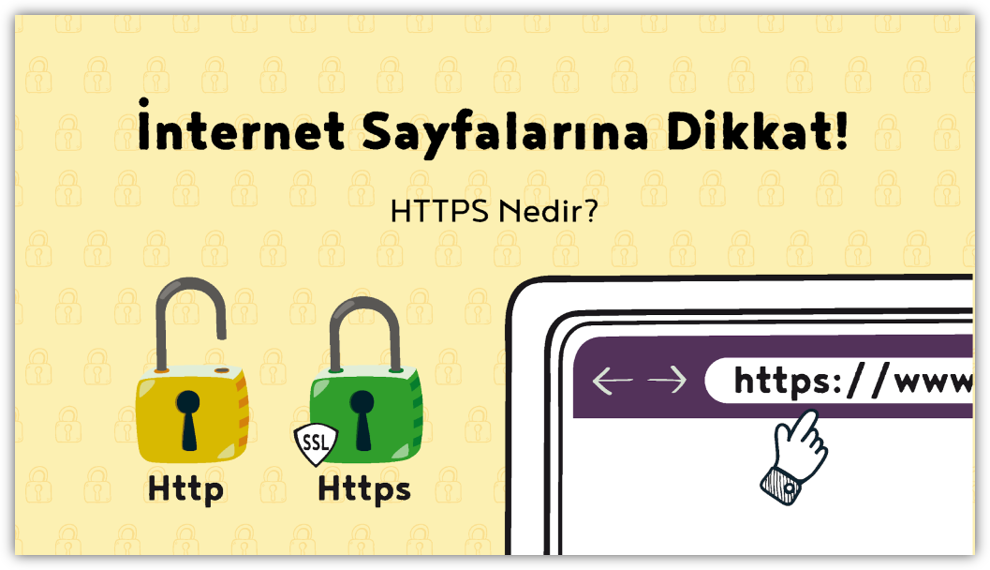 İnternet Sayfalarına Dikkat!
HTTPS Nedir?
https://www
SSL
Http
Https